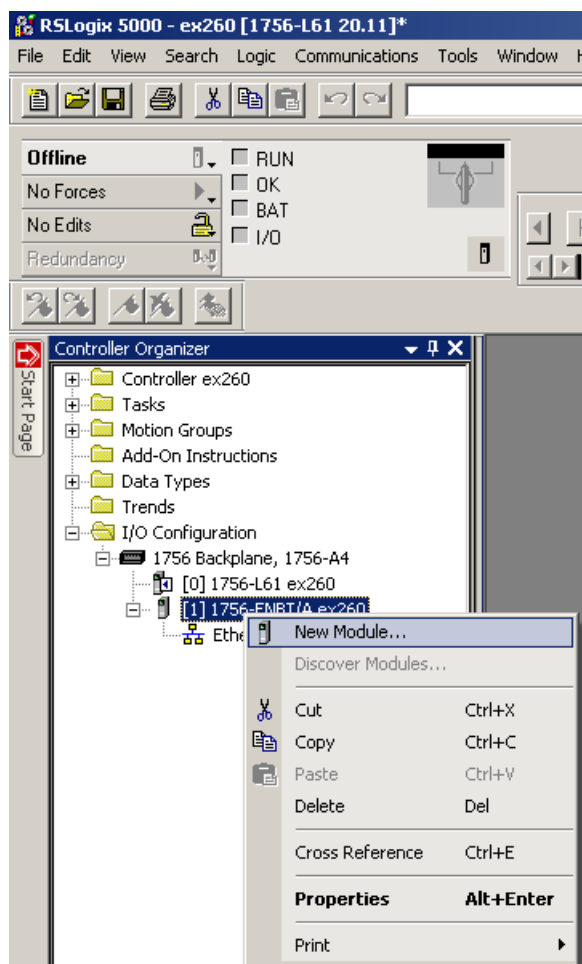 RSLogix 5000 - ex260 [1756-L61 20.11]*
File Edit View Search Logic Communications Tools Window
Offline
RUN
No Forces
OK
No Edits
BAT
I/O
Redundancy
Start Page
Controller Organizer
Controller ex260
Tasks
Motion Groups
Add-On Instructions
Data Types
Trends
I/O Configuration
1756 Backplane, 1756-A4
[0] 1756-L61 ex260
[1] 1756-ENBT/A ex260
New Module...
Discover Modules...
Cut Ctrl+X
Copy Ctrl+C
Paste Ctrl+V
Delete Del
Cross Reference Ctrl+E
Properties Alt+Enter
Print